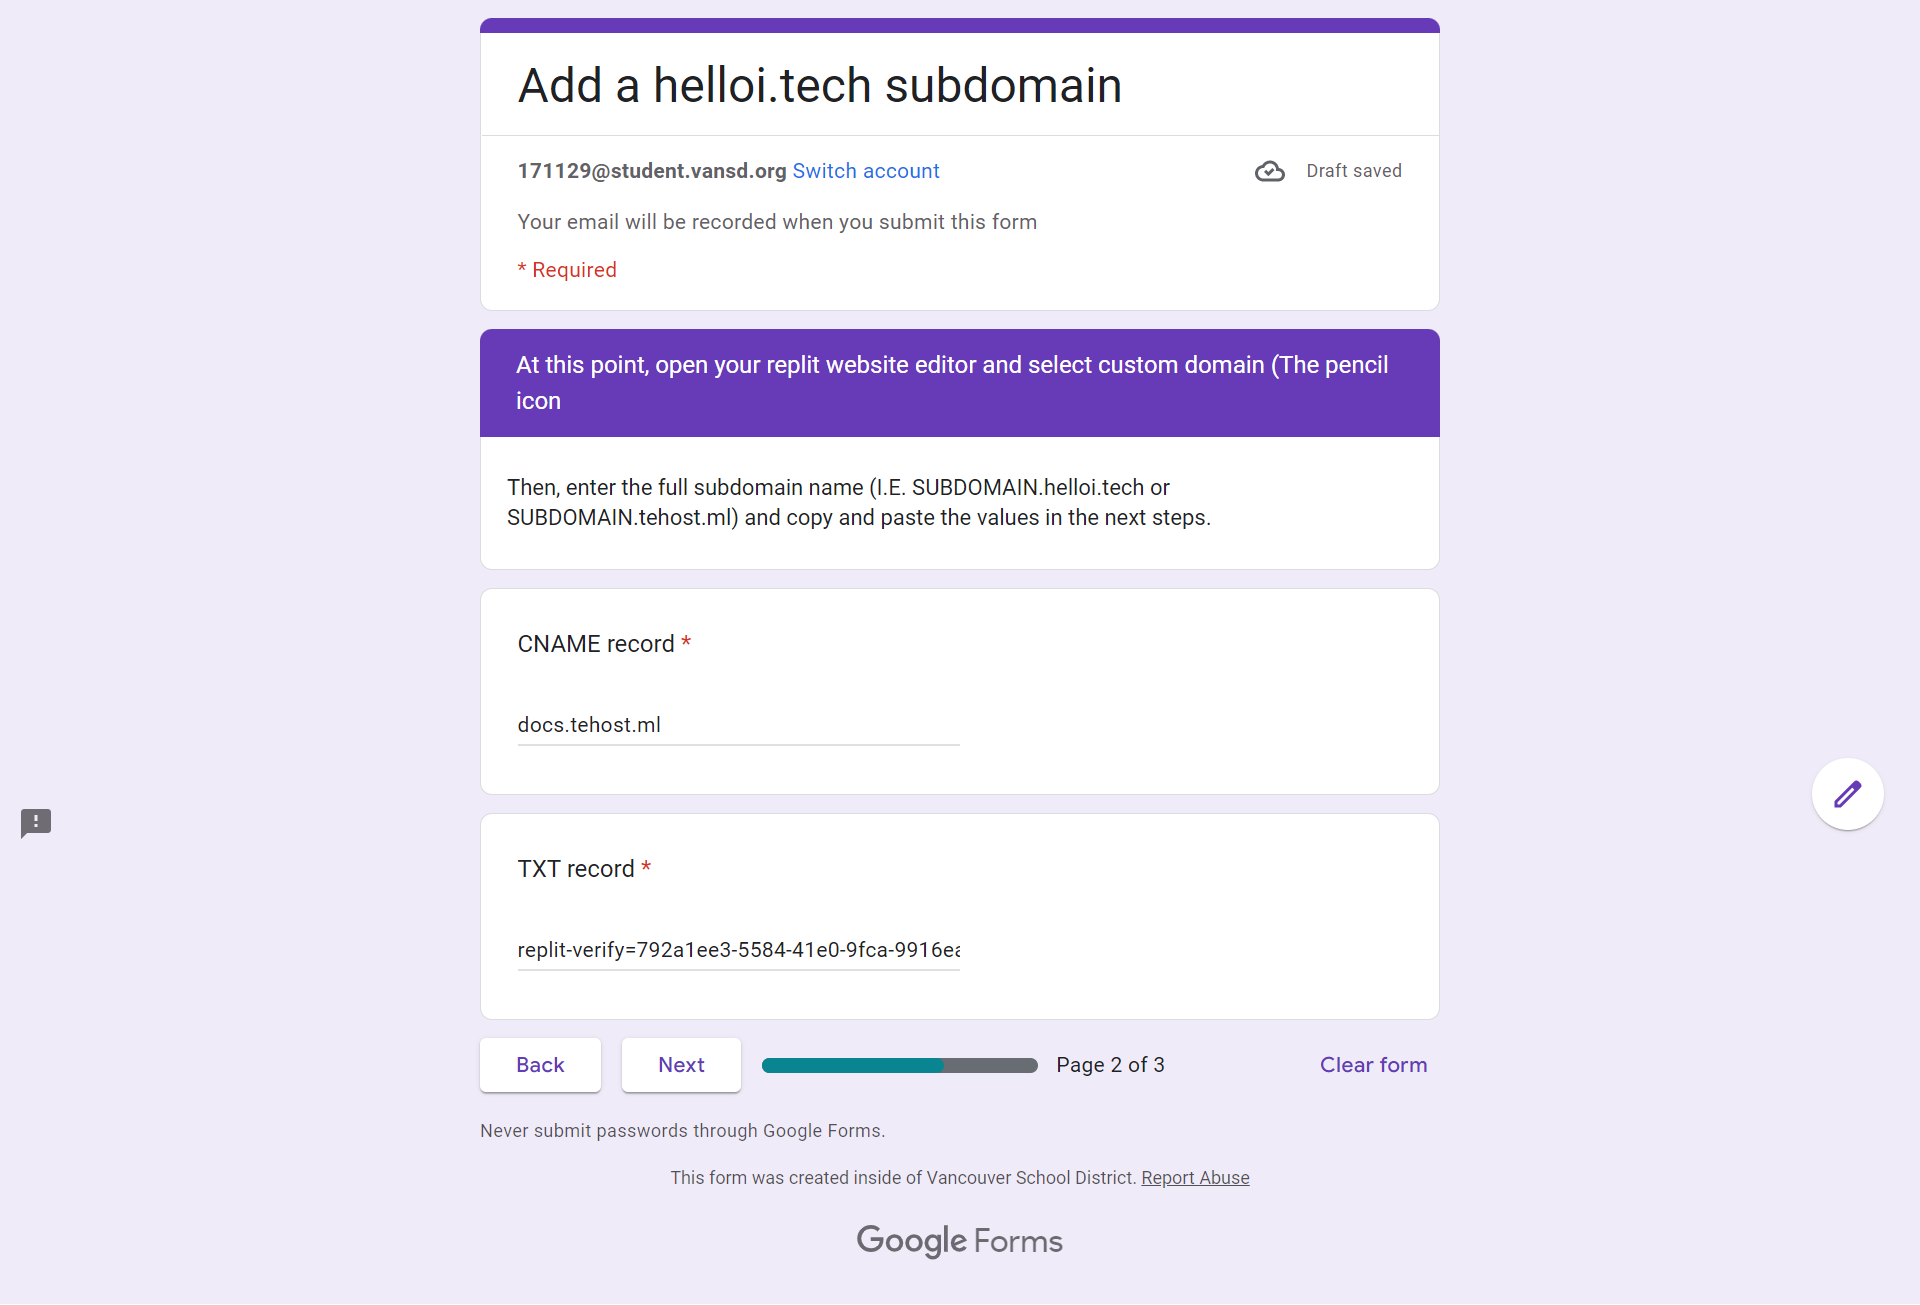 Add a helloi.tech subdomain
171129@student.vansd.org Switch account
Draft saved
Your email will be recorded when you submit this form
* Required
At this point, open your replit website editor and select custom domain (The pencil
icon
Then, enter the full subdomain name (I.E. SUBDOMAIN.helloi.tech or
SUBDOMAIN.tehost.ml) and copy and paste the values in the next steps.
CNAME record *
docs.tehost.ml
TXT record *
replit-verify=792a1ee3-5584-41e0-9fca-9916ea
Back
Next
Page 2 of 3
Clear form
Never submit passwords through Google Forms.
This form was created inside of Vancouver School District. Report Abuse
Google Forms